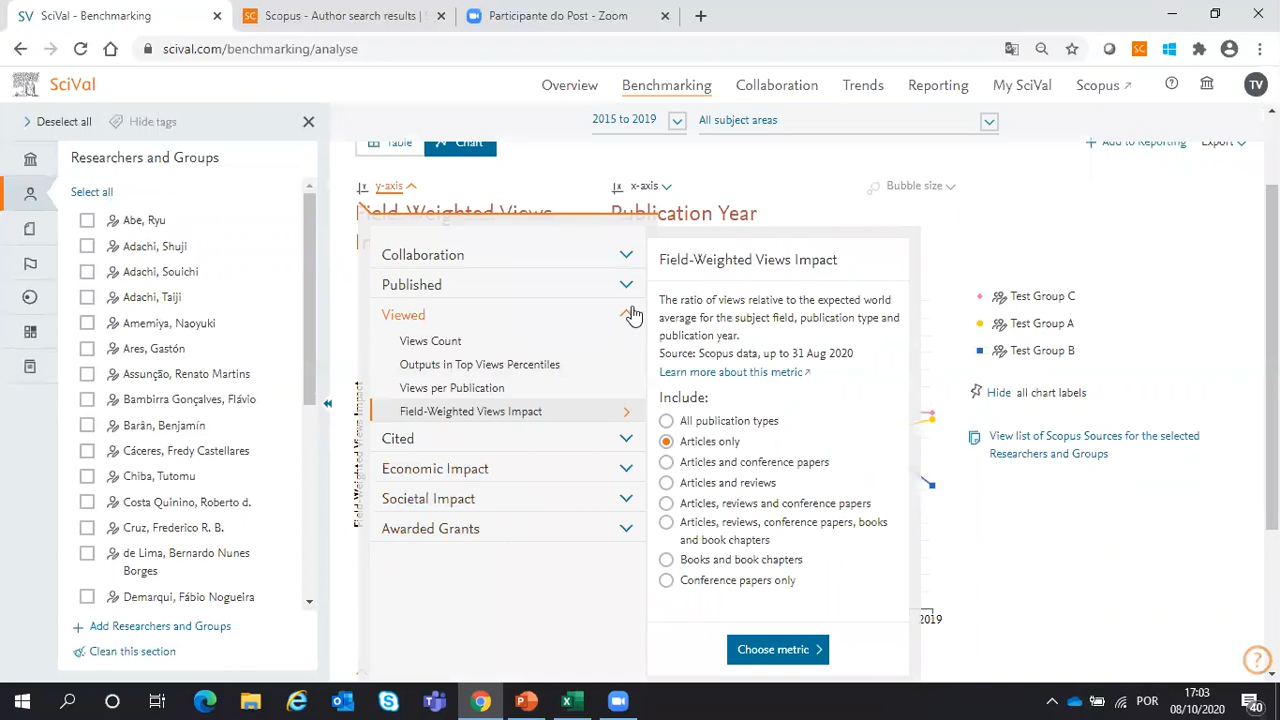 SciVal - Benchmarking
Scopus - Author search results |
Participante do Post - Zoom
scival.com/benchmarking/analyse
SciVal
Overview
Benchmarking
Collaboration
Trends
Reporting
My SciVal
Scopus
TV
Deselect all
Hide tags
2015 to 2019
All subject areas
Researchers and Groups
Table
Chart
Add to Reporting
Export
Select all
y-axis
x-axis
Bubble size
Field-Weighted Views
Publication Year
Abe, Ryu
Adachi, Shuji
Adachi, Souichi
Adachi, Taiji
Amemiya, Naoyuki
Ares, Gastón
Assunção, Renato Martins
Bambirra Gonçalves, Flávio
Barãn, Benjamín
Cáceres, Fredy Castellares
Chiba, Tutomu
Costa Quinino, Roberto d.
Cruz, Frederico R. B.
de Lima, Bernardo Nunes
Borges
Demarqui, Fábio Nogueira
Add Researchers and Groups
Clean this section
Collaboration
Published
Viewed
Views Count
Outputs in Top Views Percentiles
Views per Publication
Field-Weighted Views Impact
Cited
Economic Impact
Societal Impact
Awarded Grants
Field-Weighted Views Impact
The ratio of views relative to the expected world
average for the subject field, publication type and
publication year.
Source: Scopus data, up to 31 Aug 2020
Learn more about this metric
Include:
All publication types
Articles only
Articles and conference papers
Articles and reviews
Articles, reviews and conference papers
Articles, reviews, conference papers, books
and book chapters
Books and book chapters
Conference papers only
Choose metric
Test Group C
Test Group A
Test Group B
Hide all chart labels
View list of Scopus Sources for the selected
Researchers and Groups
2019
POR
17:03
08/10/2020
40